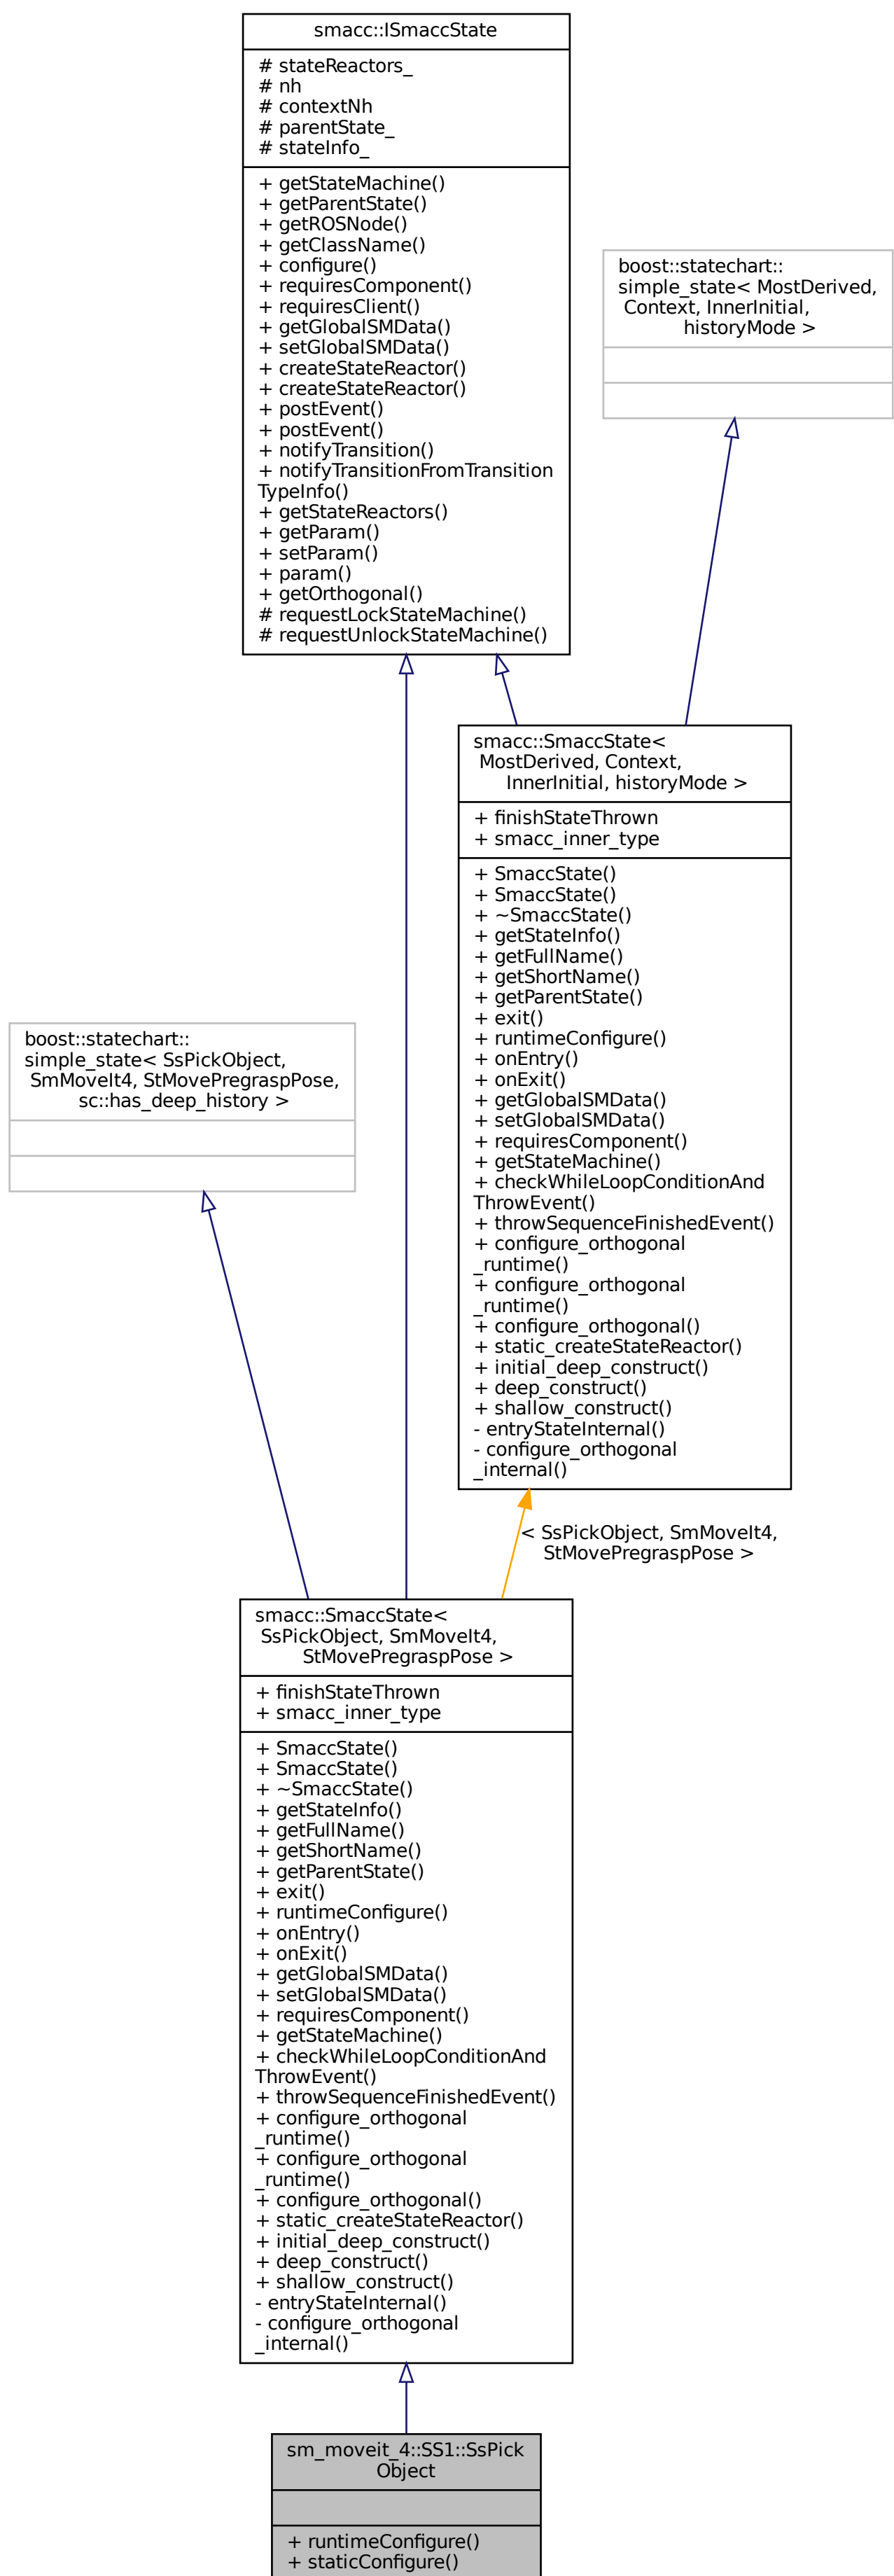 smacc::ISmaccState
# stateReactors_
# nh
# contextNh
# parentState_
# stateInfo_
+ getStateMachine()
+ getParentState()
+ getROSNode()
+ getClassName()
+ configure()
+ requiresComponent()
+ requiresClient()
+ getGlobalSMData()
+ setGlobalSMData()
+ createStateReactor()
+ createStateReactor()
+ postEvent()
+ postEvent()
+ notifyTransition()
+ notifyTransitionFromTransition
TypeInfo()
+ getStateReactors()
+ getParam()
+ setParam()
+ param()
+ getOrthogonal()
# requestLockStateMachine()
# requestUnlockStateMachine()
boost::statechart::
simple_state< MostDerived,
Context, InnerInitial,
historyMode >
smacc::SmaccState<
MostDerived, Context,
InnerInitial, historyMode >
+ finishStateThrown
+ smacc_inner_type
+ SmaccState()
+ SmaccState()
+ ~SmaccState()
+ getStateInfo()
+ getFullName()
+ getShortName()
+ getParentState()
+ exit()
+ runtimeConfigure()
+ onEntry()
+ onExit()
+ getGlobalSMData()
+ setGlobalSMData()
+ requiresComponent()
+ getStateMachine()
+ checkWhileLoopConditionAnd
ThrowEvent()
+ throwSequenceFinishedEvent()
+ configure_orthogonal
_runtime()
+ configure_orthogonal
_runtime()
+ configure_orthogonal()
+ static_createStateReactor()
+ initial_deep_construct()
+ deep_construct()
+ shallow_construct()
- entryStateInternal()
- configure_orthogonal
_internal()
boost::statechart::
simple_state< SsPickObject,
SmMoveIt4, StMovePregraspPose,
sc::has_deep_history >
< SsPickObject, SmMoveIt4,
StMovePregraspPose >
smacc::SmaccState<
SsPickObject, SmMoveIt4,
StMovePregraspPose >
+ finishStateThrown
+ smacc_inner_type
+ SmaccState()
+ SmaccState()
+ ~SmaccState()
+ getStateInfo()
+ getFullName()
+ getShortName()
+ getParentState()
+ exit()
+ runtimeConfigure()
+ onEntry()
+ onExit()
+ getGlobalSMData()
+ setGlobalSMData()
+ requiresComponent()
+ getStateMachine()
+ checkWhileLoopConditionAnd
ThrowEvent()
+ throwSequenceFinishedEvent()
+ configure_orthogonal
_runtime()
+ configure_orthogonal
_runtime()
+ configure_orthogonal()
+ static_createStateReactor()
+ initial_deep_construct()
+ deep_construct()
+ shallow_construct()
- entryStateInternal()
- configure_orthogonal
_internal()
sm_moveit_4::SS1::SsPick
Object
+ runtimeConfigure()
+ staticConfigure()